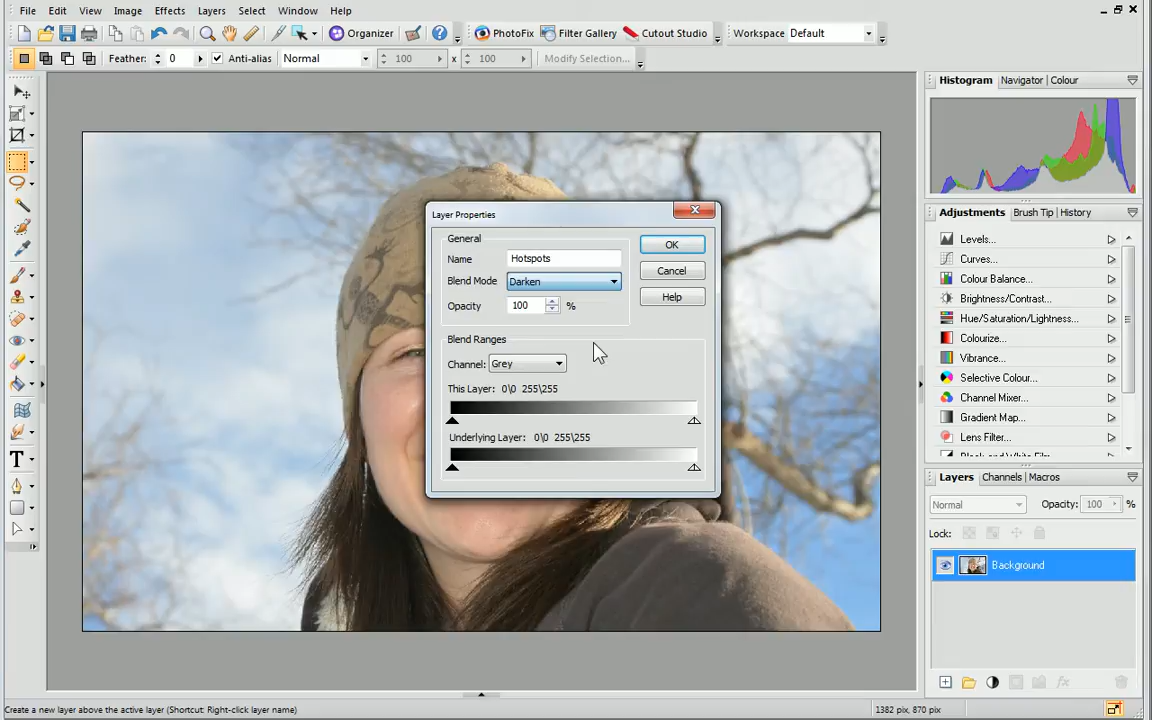 File Edit View Image Effects Layers Select Window Help
Organizer PhotoFix Filter Gallery Cutout Studio Workspace Default
Feather: 0 Anti-alias Normal 100 x 100 Modify Selection...
Histogram Navigator Colour
Layer Properties
General
Name Hotspots
Blend Mode Darken
Opacity 100 %
OK
Cancel
Help
Blend Ranges
Channel: Grey
This Layer: 0\0 255\255
Underlying Layer: 0\0 255\255
Adjustments Brush Tip History
Levels...
Curves...
Colour Balance...
Brightness/Contrast...
Hue/Saturation/Lightness...
Colourize...
Vibrance...
Selective Colour...
Channel Mixer...
Gradient Map...
Lens Filter...
Layers Channels Macros
Normal Opacity: 100 %
Lock:
Background
Create a new layer above the active layer (Shortcut: Right-click layer name) 1382 pix, 870 pix